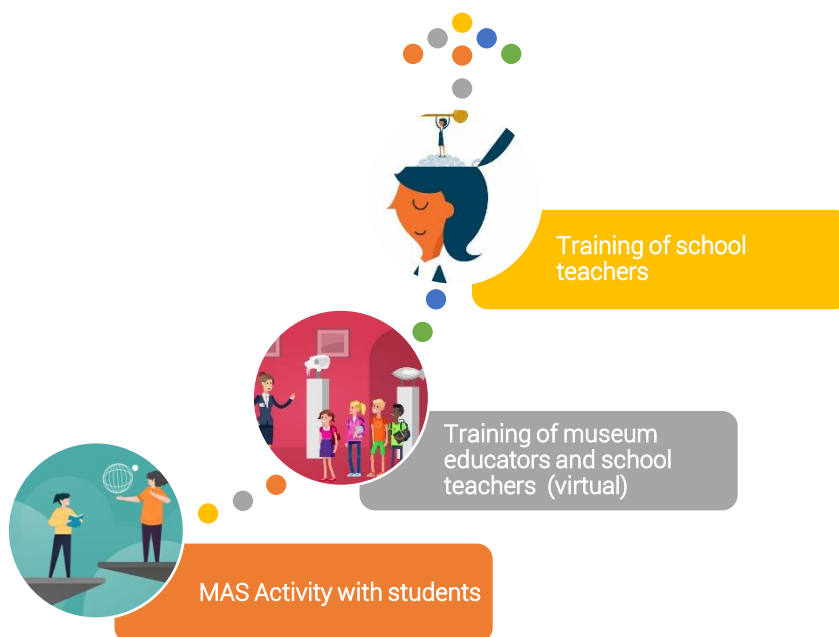 Training of school
teachers
Training of museum
educators and school
teachers (virtual)
MAS Activity with students